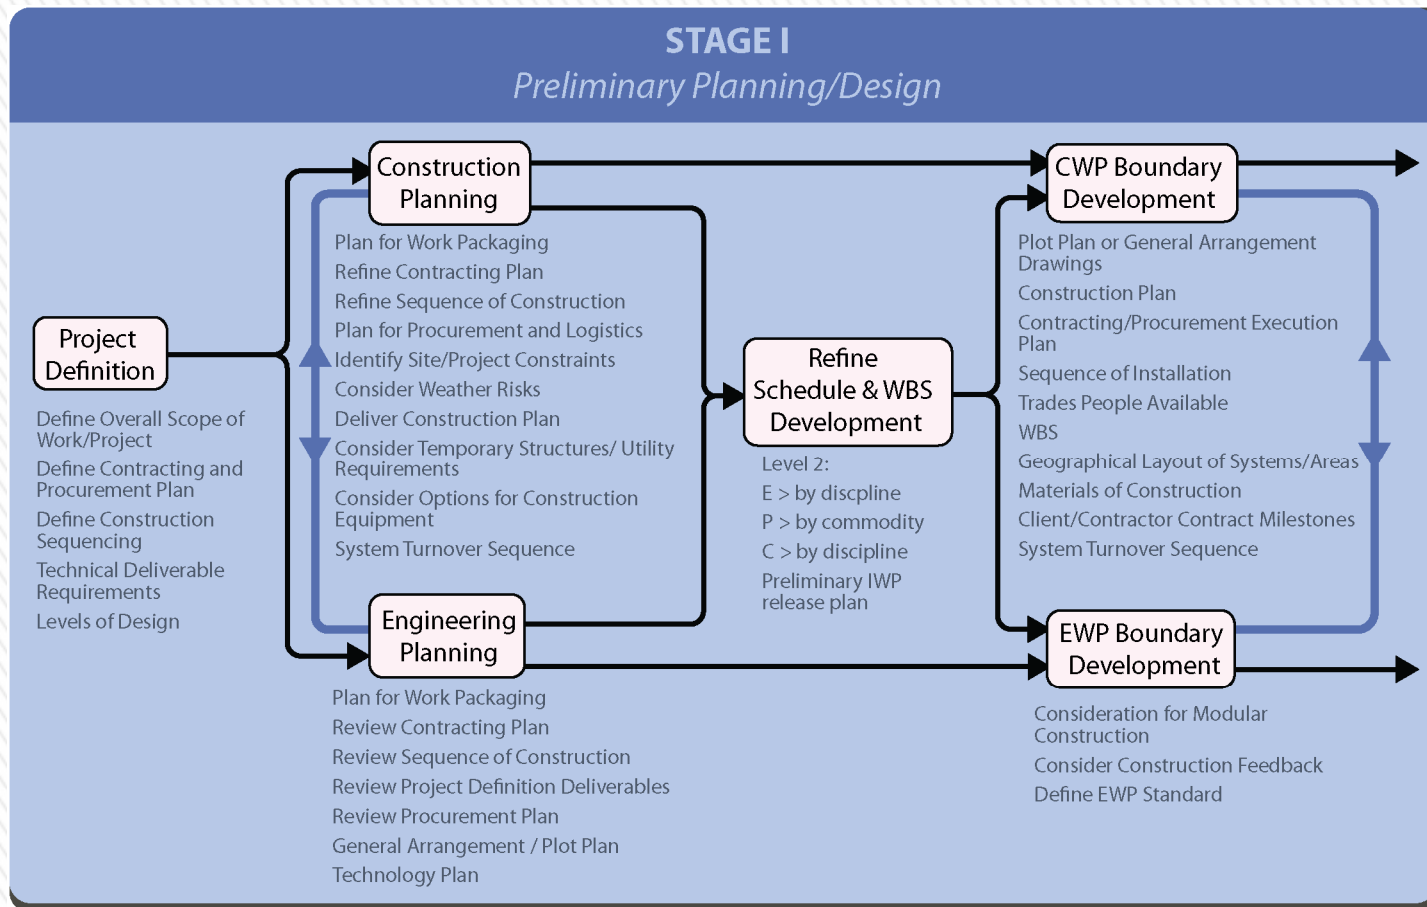 STAGE I
Preliminary Planning/Design
Project
Definition
Define Overall Scope of
Work/Project
Define Contracting and
Procurement Plan
Define Construction
Sequencing
Technical Deliverable
Requirements
Levels of Design
Construction
Planning
Plan for Work Packaging
Refine Contracting Plan
Refine Sequence of Construction
Plan for Procurement and Logistics
Identify Site/Project Constraints
Consider Weather Risks
Deliver Construction Plan
Consider Temporary Structures/ Utility
Requirements
Consider Options for Construction
Equipment
System Turnover Sequence
Engineering
Planning
Plan for Work Packaging
Review Contracting Plan
Review Sequence of Construction
Review Project Definition Deliverables
Review Procurement Plan
General Arrangement / Plot Plan
Technology Plan
Refine
Schedule & WBS
Development
Level 2:
E > by discpline
P > by commodity
C > by discipline
Preliminary IWP
release plan
CWP Boundary
Development
Plot Plan or General Arrangement
Drawings
Construction Plan
Contracting/Procurement Execution
Plan
Sequence of Installation
Trades People Available
WBS
Geographical Layout of Systems/Areas
Materials of Construction
Client/Contractor Contract Milestones
System Turnover Sequence
EWP Boundary
Development
Consideration for Modular
Construction
Consider Construction Feedback
Define EWP Standard